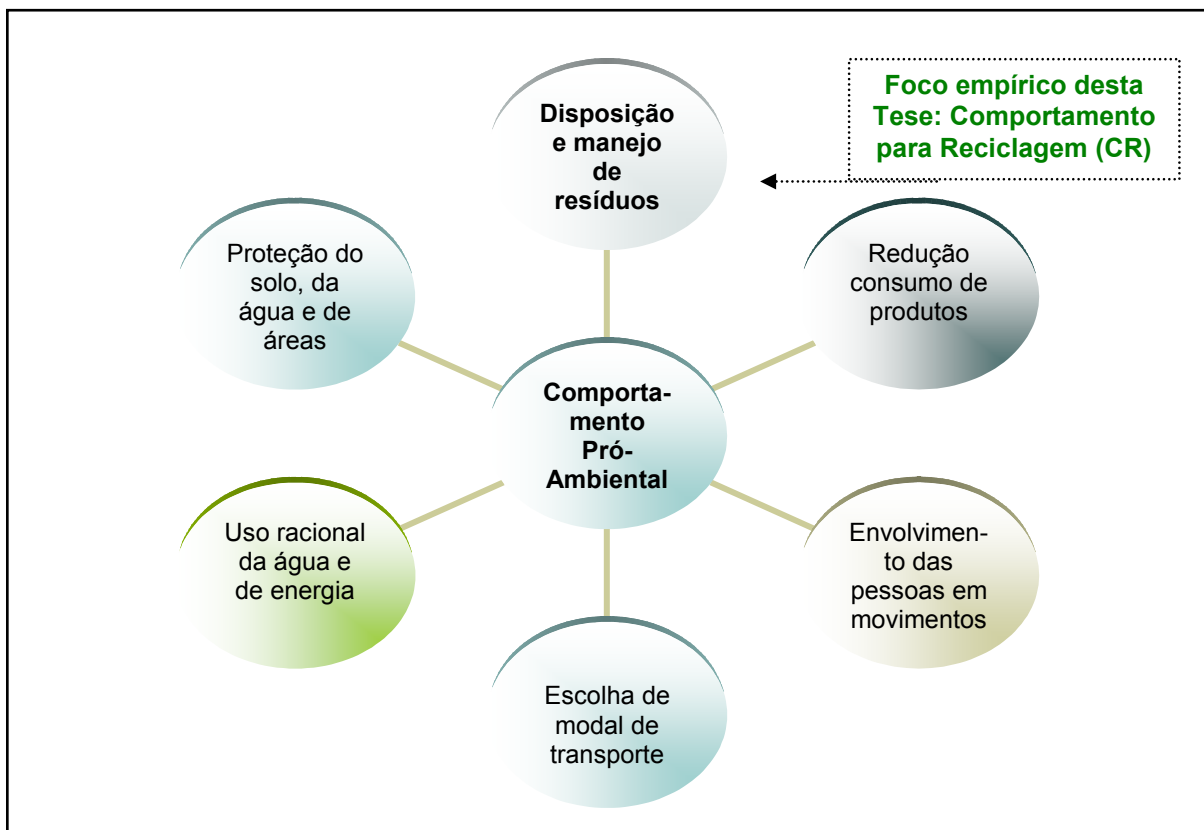 Disposição
e manejo
de
resíduos
Foco empírico desta
Tese: Comportamento
para Reciclagem (CR)
Proteção do
solo, da
água e de
áreas
Redução
consumo de
produtos
Comporta-
mento
Pró-
Ambiental
Uso racional
da água e
de energia
Envolvimen-
to das
pessoas em
movimentos
Escolha de
modal de
transporte